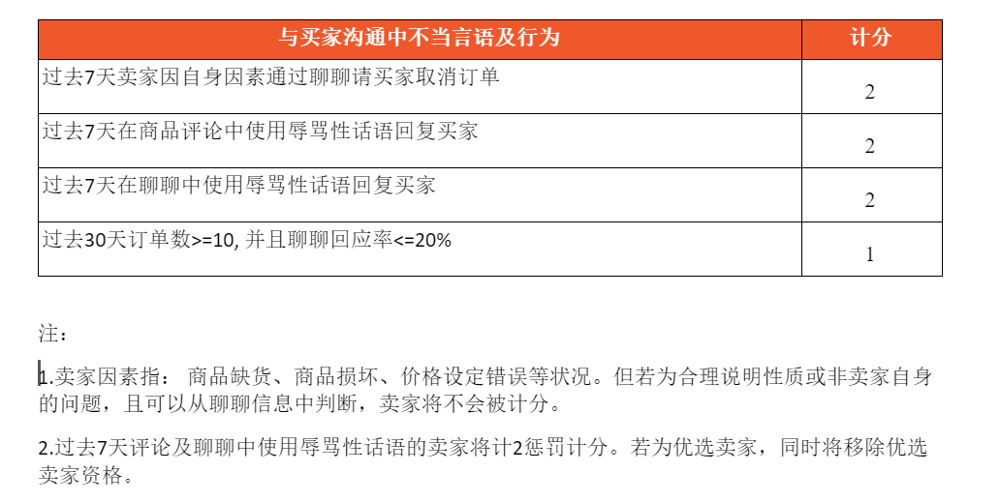 与买家沟通中不当言语及行为 计分
过去7天卖家因自身因素通过聊聊请买家取消订单 2
过去7天在商品评论中使用辱骂性话语回复买家 2
过去7天在聊聊中使用辱骂性话语回复买家 2
过去30天订单数>=10, 并且聊聊回应率<=20% 1
注：
1.卖家因素指： 商品缺货、商品损坏、价格设定错误等状况。但若为合理说明性质或非卖家自身
的问题，且可以从聊聊信息中判断，卖家将不会被计分。
2.过去7天评论及聊聊中使用辱骂性话语的卖家将计2惩罚计分。若为优选卖家，同时将移除优选
卖家资格。